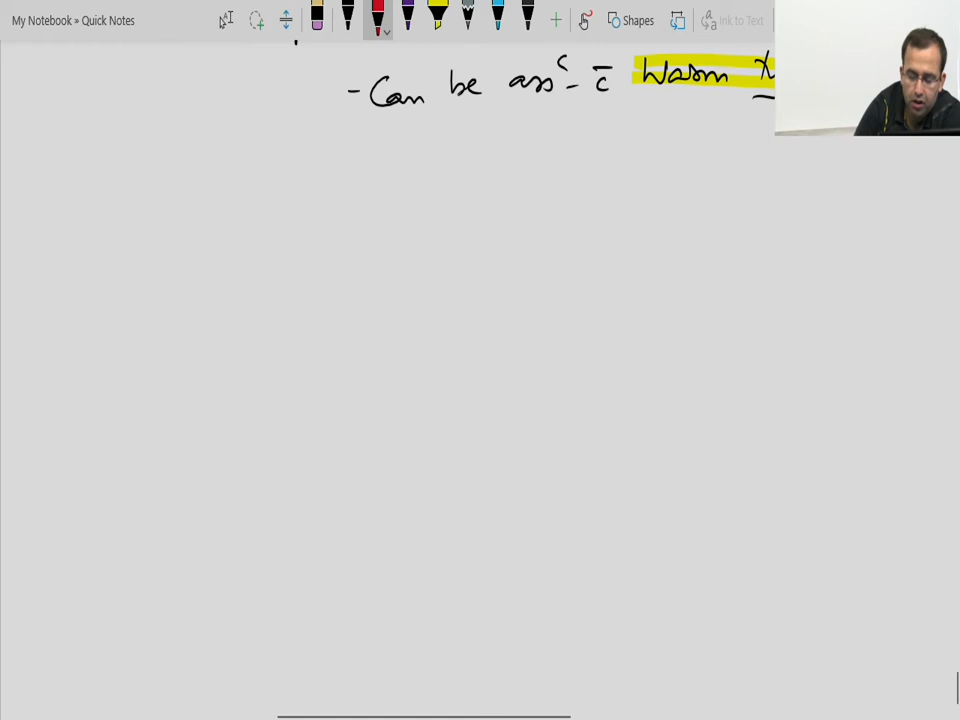 My Notebook » Quick Notes
Shapes
Ink to Text
- Can be ass c̄ Warm